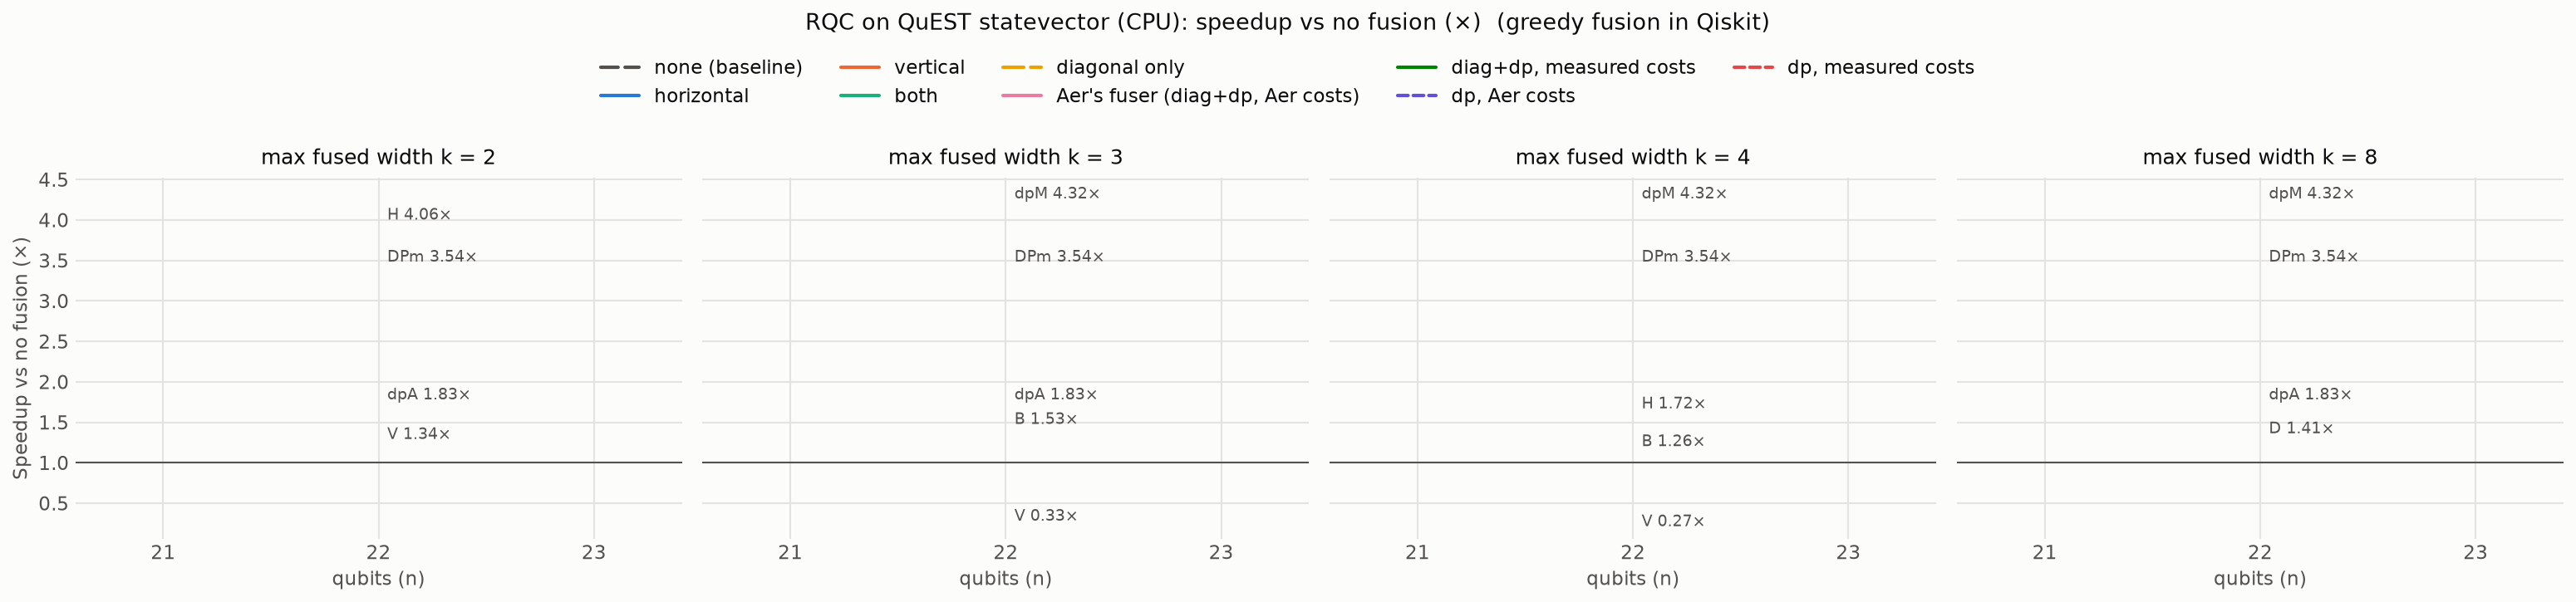 RQC on QuEST statevector (CPU): speedup vs no fusion (×)  (greedy fusion in Qiskit)
none (baseline)
horizontal
vertical
both
diagonal only
Aer's fuser (diag+dp, Aer costs)
diag+dp, measured costs
dp, Aer costs
dp, measured costs
Speedup vs no fusion (×)
max fused width k = 2
4.5
4.0
3.5
3.0
2.5
2.0
1.5
1.0
0.5
H 4.06×
DPm 3.54×
dpA 1.83×
V 1.34×
21 22 23
qubits (n)
max fused width k = 3
dpM 4.32×
DPm 3.54×
dpA 1.83×
B 1.53×
V 0.33×
21 22 23
qubits (n)
max fused width k = 4
dpM 4.32×
DPm 3.54×
H 1.72×
B 1.26×
V 0.27×
21 22 23
qubits (n)
max fused width k = 8
dpM 4.32×
DPm 3.54×
dpA 1.83×
D 1.41×
21 22 23
qubits (n)